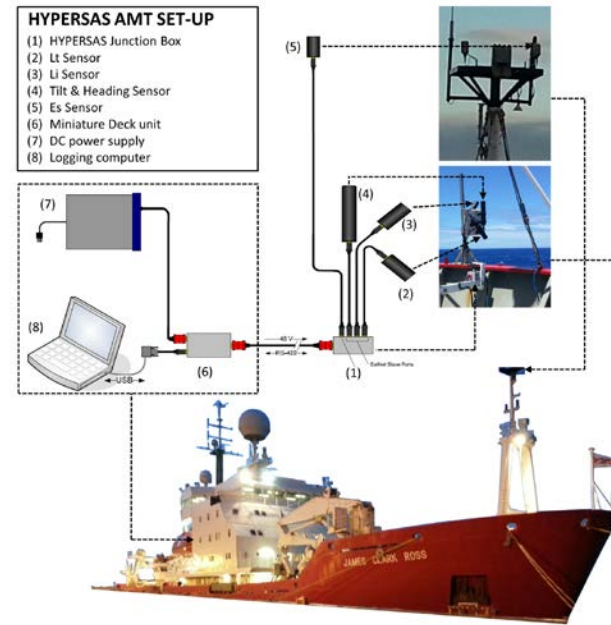 HYPERSAS AMT SET-UP
(1) HYPERSAS Junction Box
(2) Lt Sensor
(3) Li Sensor
(4) Tilt & Heading Sensor
(5) Es Sensor
(6) Miniature Deck unit
(7) DC power supply
(8) Logging computer
(5)
(4)
(7)
(3)
(2)
(8)
48 V
RS-422
USB
(6)
(1)
SatNet Slave Ports
JAMES CLARK ROSS